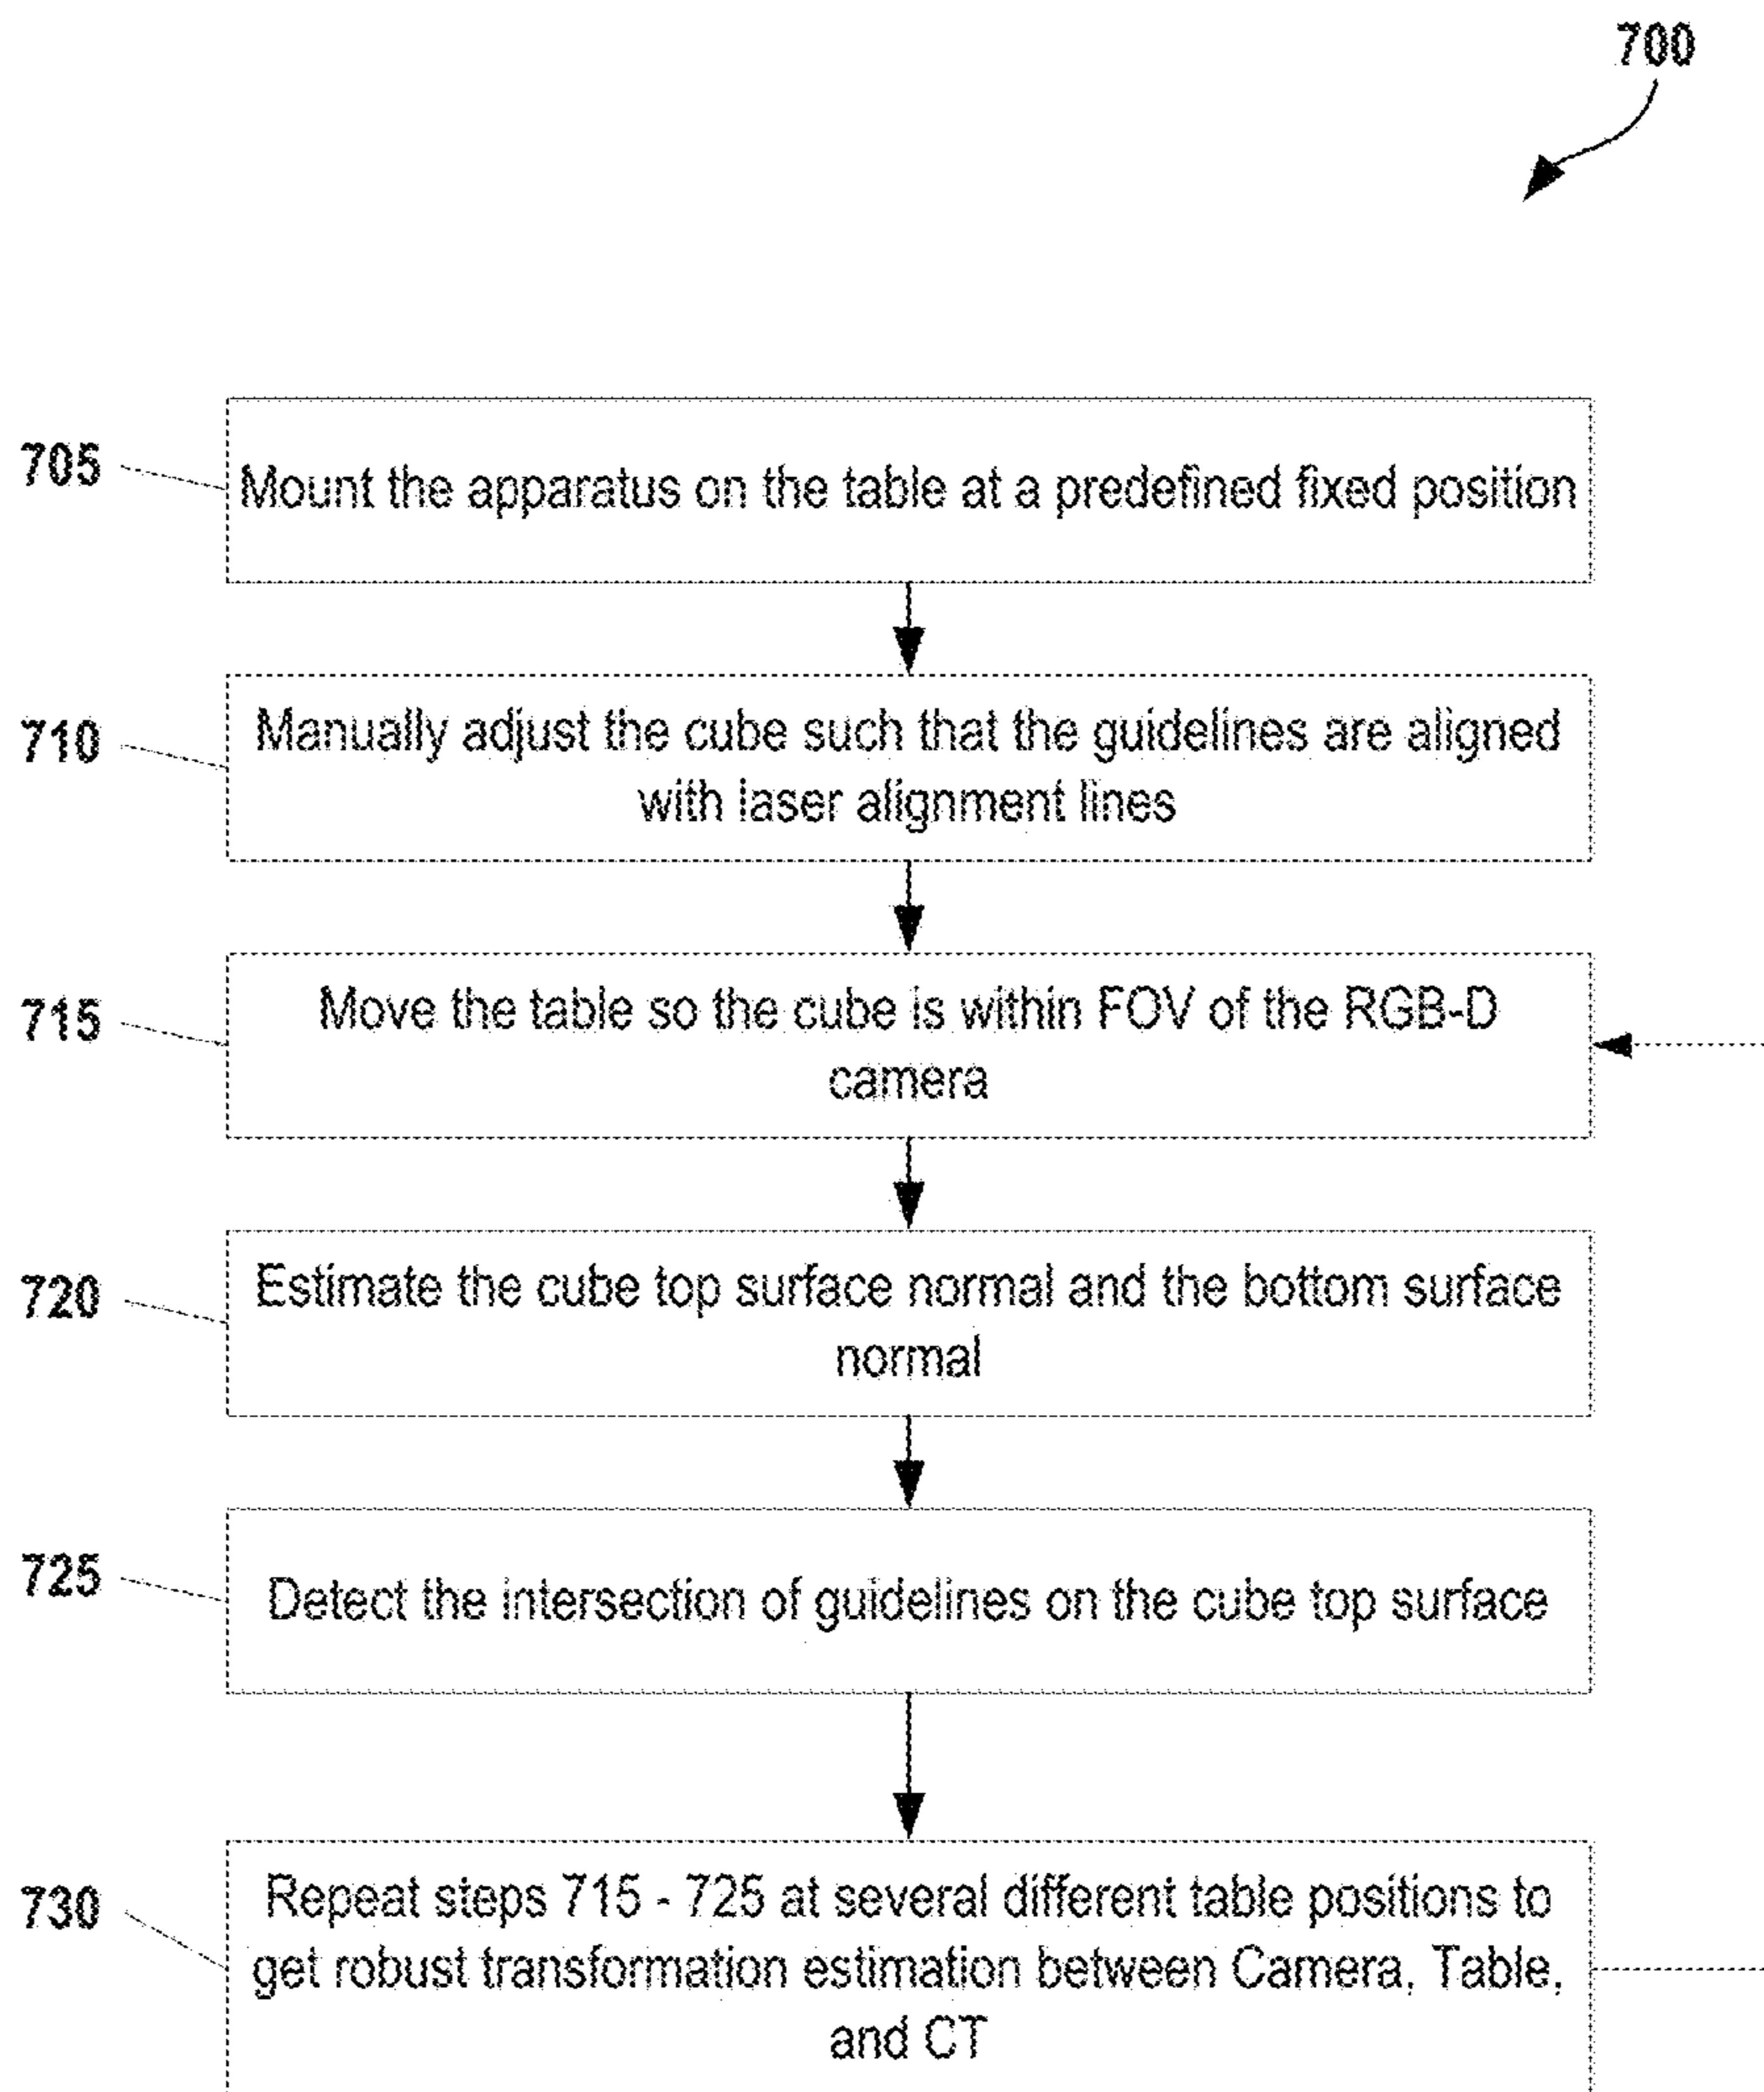 700
705
Mount the apparatus on the table at a predefined fixed position
710
Manually adjust the cube such that the guidelines are aligned
with laser alignment lines
715
Move the table so the cube is within FOV of the RGB-D
camera
720
Estimate the cube top surface normal and the bottom surface
normal
725
Detect the intersection of guidelines on the cube top surface
730
Repeat steps 715 - 725 at several different table positions to
get robust transformation estimation between Camera, Table,
and CT